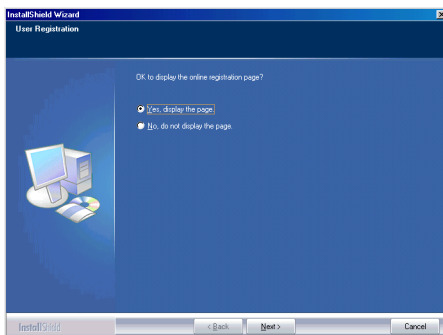 InstallShield Wizard
User Registration
OK to display the online registration page?
Yes, display the page.
No, do not display the page.
InstallShield
< Back
Next >
Cancel